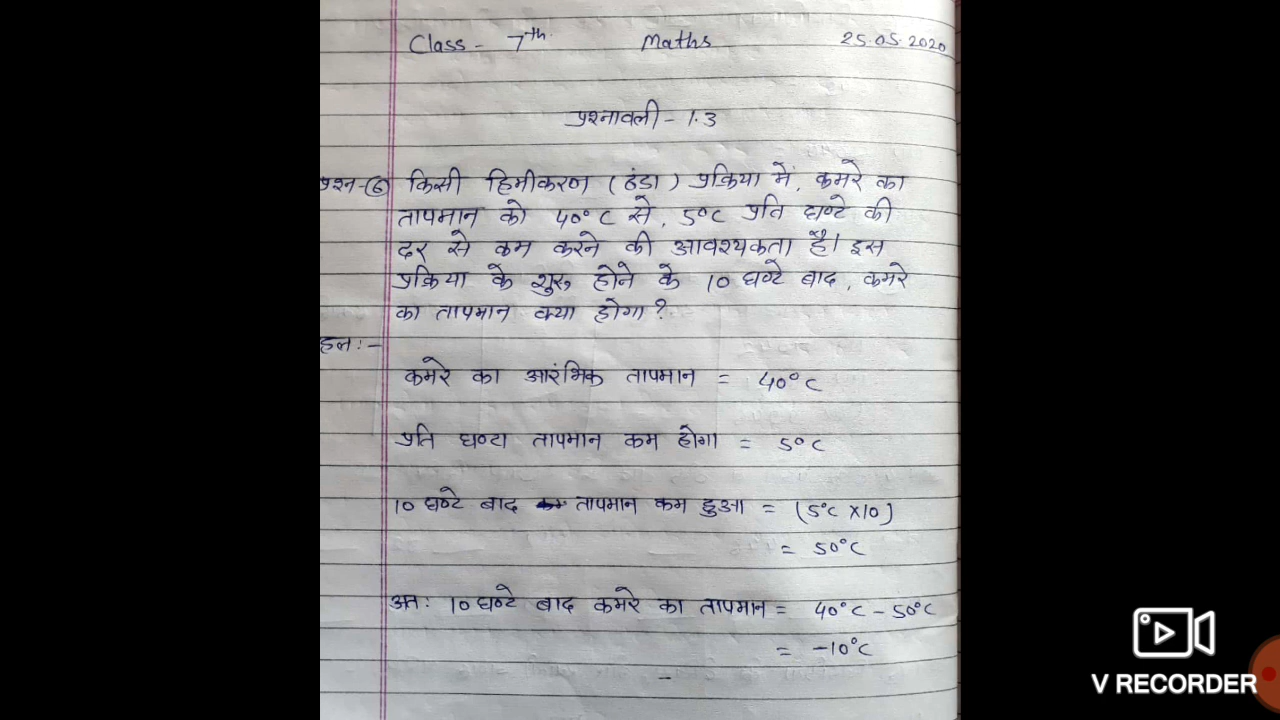 Class - 7th Maths 25.05.2020
प्रश्नावली - 1.3
प्रश्न-(6) किसी हिमीकरण (ठंडा) प्रक्रिया में, कमरे का
तापमान को 40°C से, 5°C प्रति घण्टे की
दर से कम करने की आवश्यकता है। इस
प्रक्रिया के शुरू होने के 10 घण्टे बाद, कमरे
का तापमान क्या होगा?
हल:-
कमरे का आरंभिक तापमान = 40°C
प्रति घण्टा तापमान कम होगा = 5°C
10 घण्टे बाद तापमान कम हुआ = (5°C X10)
= 50°C
अत: 10 घण्टे बाद कमरे का तापमान = 40°C - 50°C
= -10°C
V RECORDER